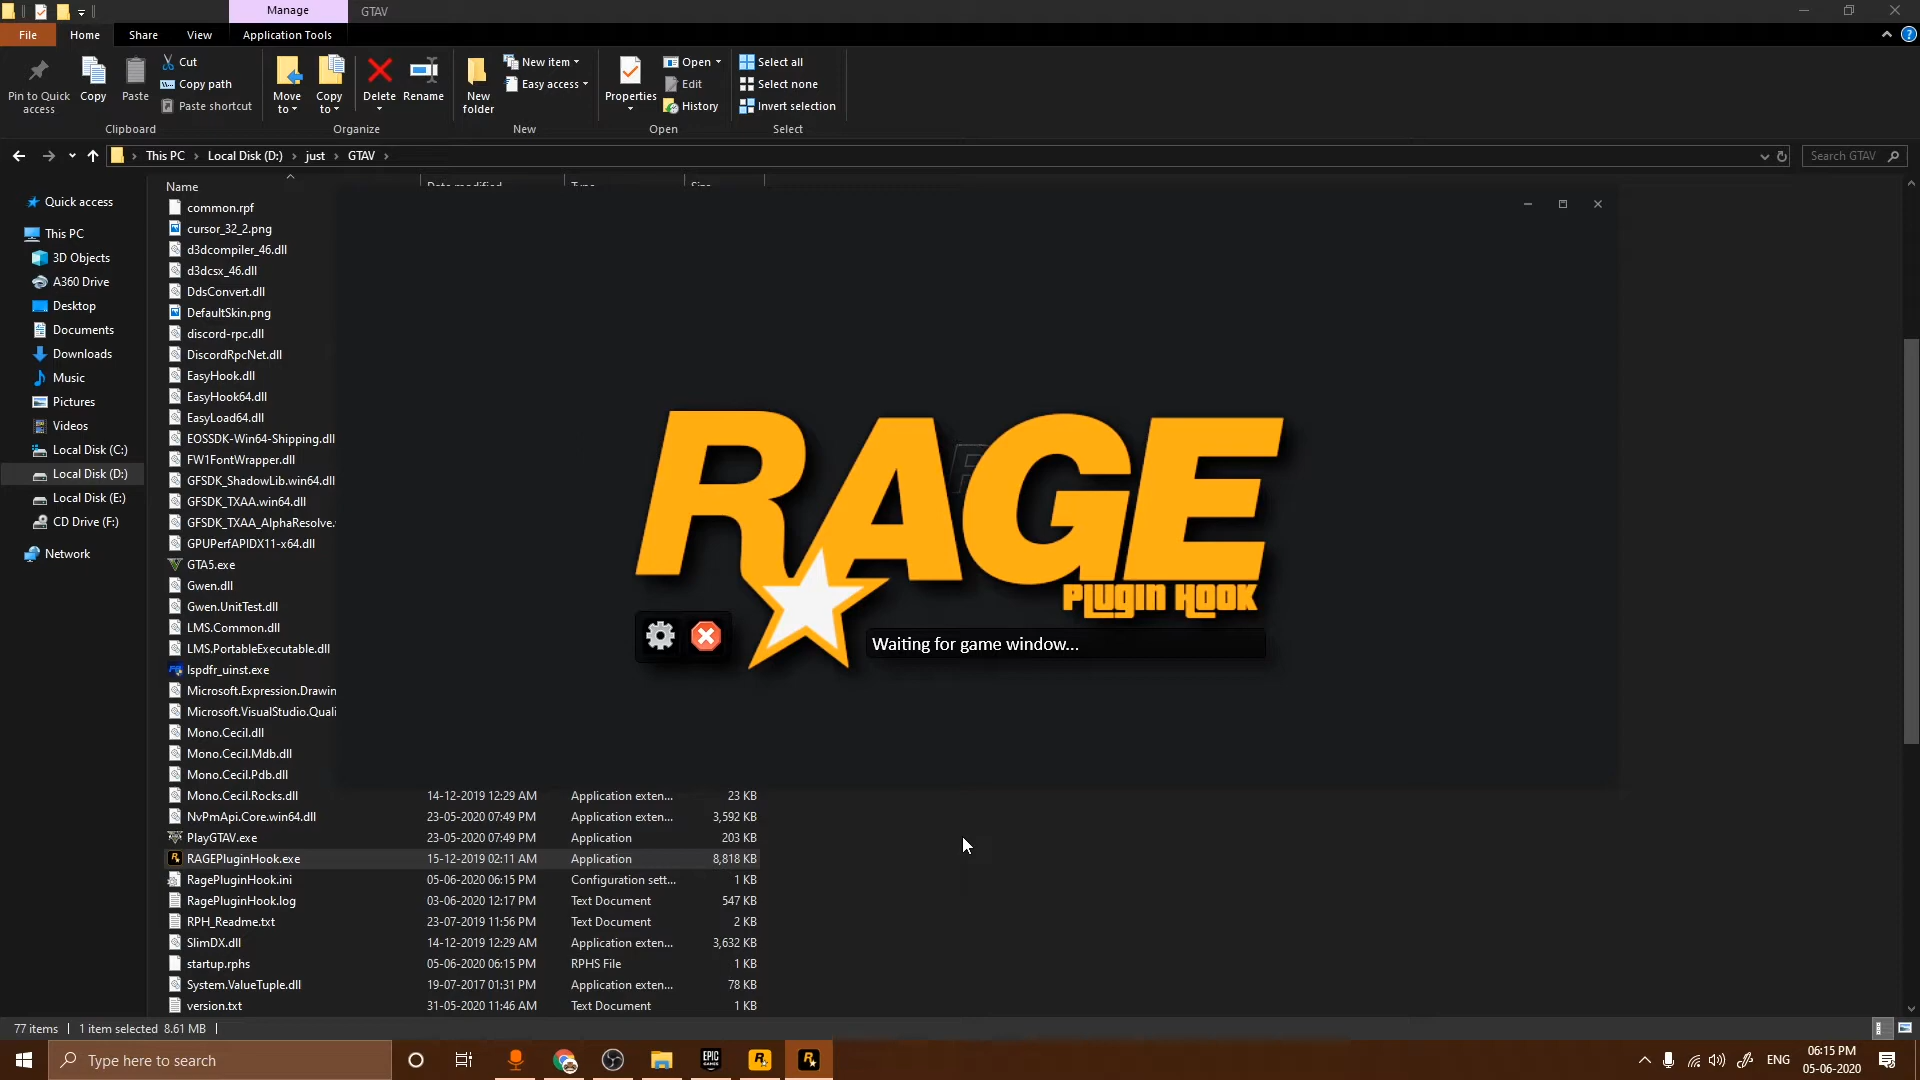 Manage GTAV
File Home Share View Application Tools
Pin to Quick access
Copy
Paste
Cut
Copy path
Paste shortcut
Clipboard
Move to
Copy to
Delete
Rename
Organize
New folder
New item
Easy access
New
Properties
Open
Edit
History
Open
Select all
Select none
Invert selection
Select
This PC Local Disk (D:) just GTAV
Search GTAV
Quick access
This PC
3D Objects
A360 Drive
Desktop
Documents
Downloads
Music
Pictures
Videos
Local Disk (C:)
Local Disk (D:)
Local Disk (E:)
CD Drive (F:)
Network
Name Date modified Type Size
common.rpf
cursor_32_2.png
d3dcompiler_46.dll
d3dcsx_46.dll
DdsConvert.dll
DefaultSkin.png
discord-rpc.dll
DiscordRpcNet.dll
EasyHook.dll
EasyHook64.dll
EasyLoad64.dll
EOSSDK-Win64-Shipping.dll
FW1FontWrapper.dll
GFSDK_ShadowLib.win64.dll
GFSDK_TXAA.win64.dll
GFSDK_TXAA_AlphaResolve.
GPUPerfAPIDX11-x64.dll
GTA5.exe
Gwen.dll
Gwen.UnitTest.dll
LMS.Common.dll
LMS.PortableExecutable.dll
lspdfr_uinst.exe
Microsoft.Expression.Drawin
Microsoft.VisualStudio.Quali
Mono.Cecil.dll
Mono.Cecil.Mdb.dll
Mono.Cecil.Pdb.dll
Mono.Cecil.Rocks.dll 14-12-2019 12:29 AM Application exten... 23 KB
NvPmApi.Core.win64.dll 23-05-2020 07:49 PM Application exten... 3,592 KB
PlayGTAV.exe 23-05-2020 07:49 PM Application 203 KB
RAGEPluginHook.exe 15-12-2019 02:11 AM Application 8,818 KB
RagePluginHook.ini 05-06-2020 06:15 PM Configuration sett... 1 KB
RagePluginHook.log 03-06-2020 12:17 PM Text Document 547 KB
RPH_Readme.txt 23-07-2019 11:56 PM Text Document 2 KB
SlimDX.dll 14-12-2019 12:29 AM Application exten... 3,632 KB
startup.rphs 05-06-2020 06:15 PM RPHS File 1 KB
System.ValueTuple.dll 19-07-2017 01:31 PM Application exten... 78 KB
version.txt 31-05-2020 11:46 AM Text Document 1 KB
RAGE
PLUGIN HOOK
Waiting for game window...
77 items 1 item selected 8.61 MB
Type here to search
EPIC GAMES
ENG
06:15 PM
05-06-2020